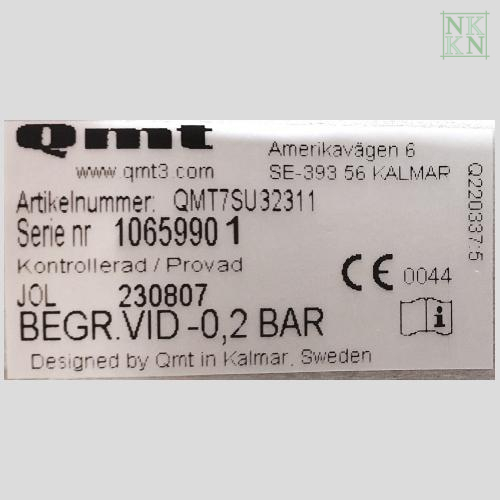 NK
KN
Qmt
www.qmt3.com
Amerikavägen 6
SE-393 56 KALMAR
Artikelnummer: QMT7SU32311
Serie nr 1065990 1
Kontrollerad / Provad
JOL 230807
BEGR.VID -0,2 BAR
Designed by Qmt in Kalmar, Sweden
CE 0044
i
Q220337:5